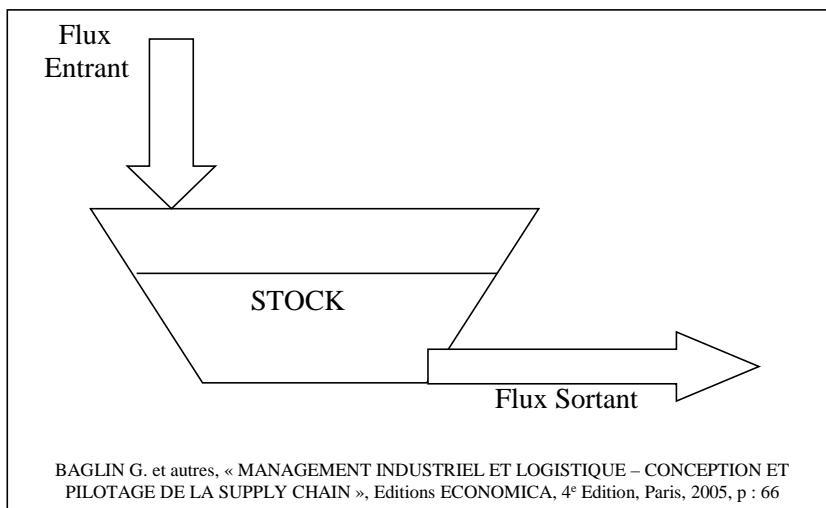 Flux
Entrant
STOCK
Flux Sortant
BAGLIN G. et autres, « MANAGEMENT INDUSTRIEL ET LOGISTIQUE – CONCEPTION ET
PILOTAGE DE LA SUPPLY CHAIN », Editions ECONOMICA, 4e Edition, Paris, 2005, p : 66